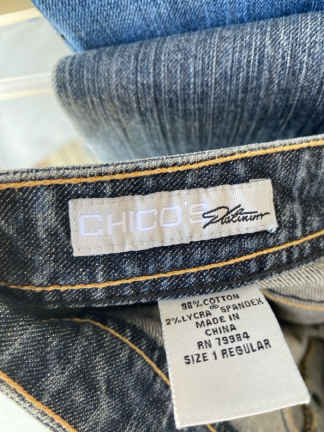 CHICO'S Platinum
98% COTTON
2% LYCRA® SPANDEX
MADE IN
CHINA
RN 79984
SIZE 1 REGULAR